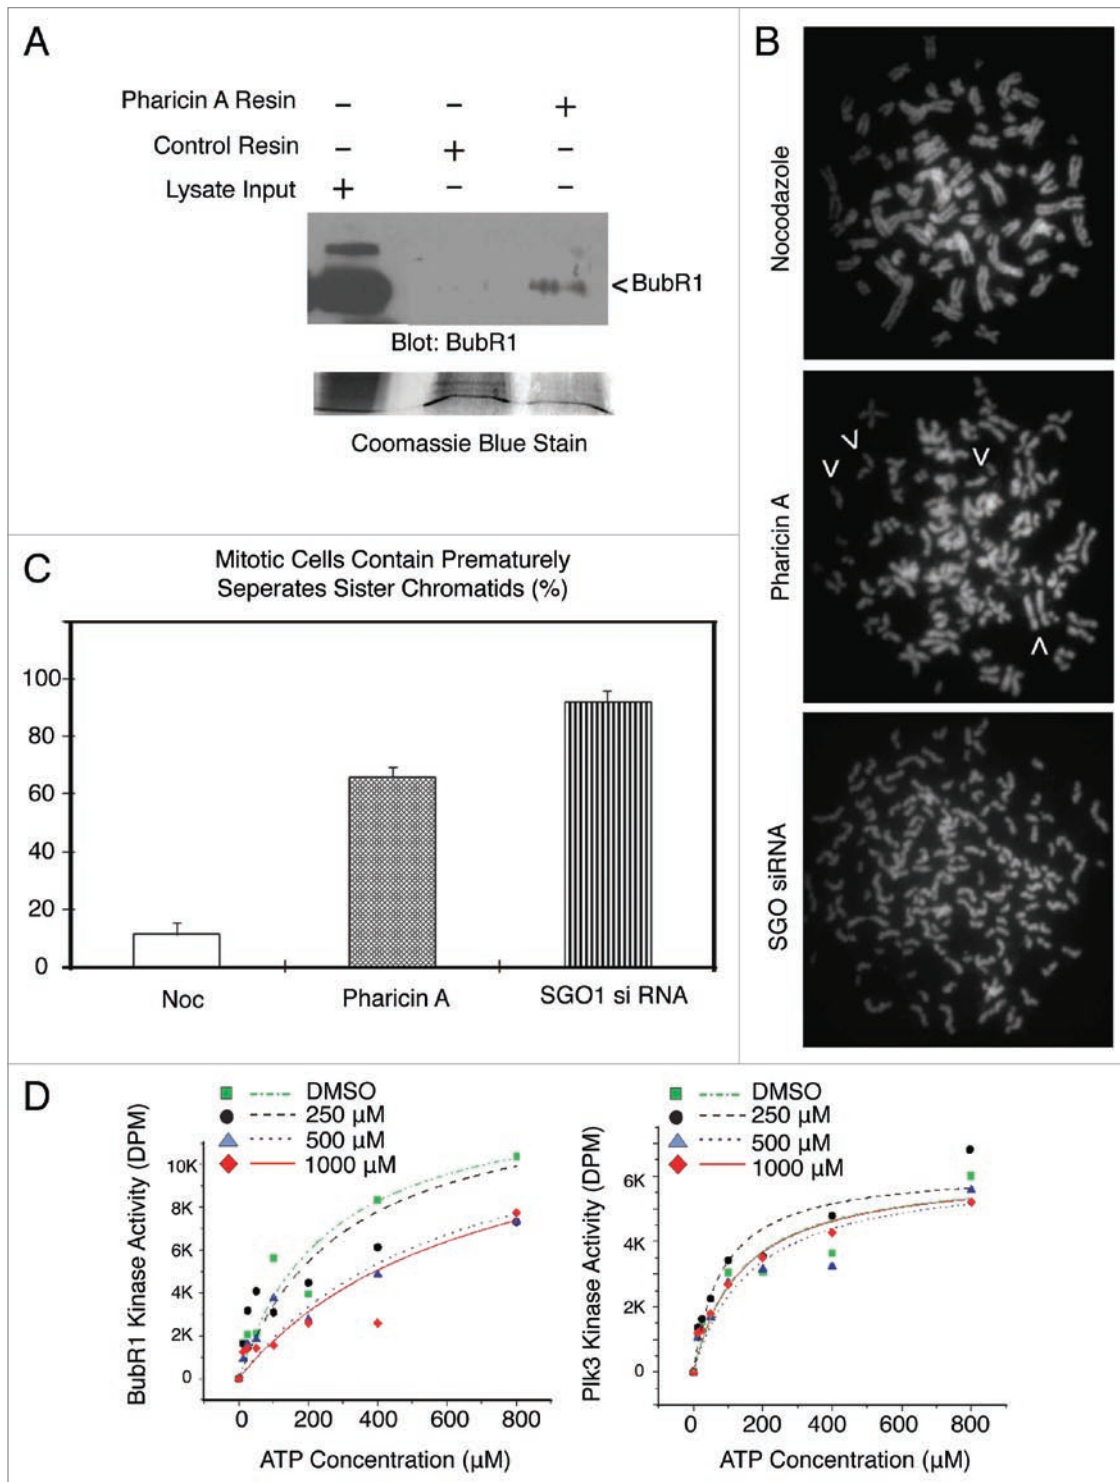 A
Pharicin A Resin - - +
Control Resin - + -
Lysate Input + - -
<BubR1
Blot: BubR1
Coomassie Blue Stain
B
Nocodazole
Pharicin A
SGO siRNA
C
Mitotic Cells Contain Prematurely
Seperates Sister Chromatids (%)
100
80
60
40
20
0
Noc Pharicin A SGO1 si RNA
D
DMSO
250 µM
500 µM
1000 µM
BubR1 Kinase Activity (DPM)
10K
8K
6K
4K
2K
0
0 200 400 600 800
ATP Concentration (µM)
DMSO
250 µM
500 µM
1000 µM
Plk3 Kinase Activity (DPM)
6K
4K
2K
0
0 200 400 600 800
ATP Concentration (µM)